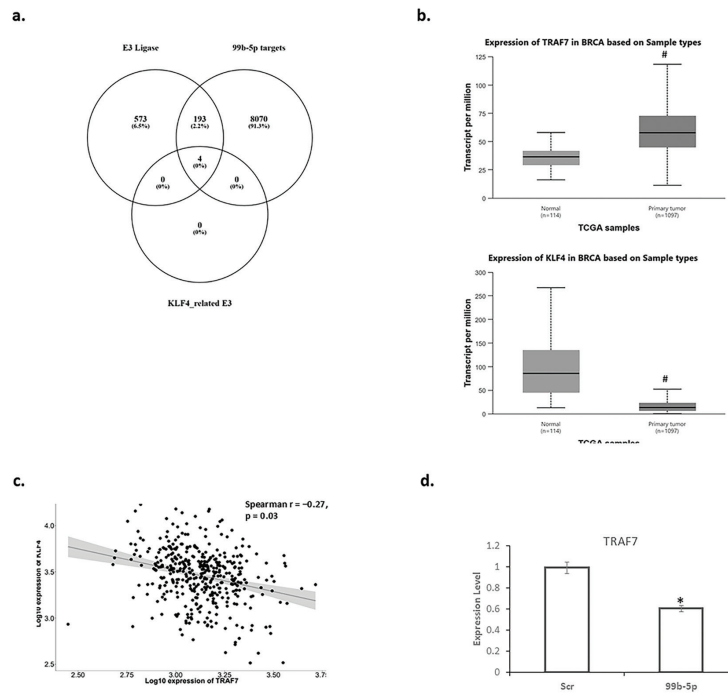 a.
E3 Ligase
99b-5p targets
573
(6.5%)
193
(2.2%)
8070
(91.3%)
4
(0%)
0
(0%)
0
(0%)
0
(0%)
KLF4_related E3
b.
Expression of TRAF7 in BRCA based on Sample types
#
Transcript per million
125
100
75
50
25
0
Normal
(n=114)
Primary tumor
(n=1097)
TCGA samples
Expression of KLF4 in BRCA based on Sample types
#
Transcript per million
300
250
200
150
100
50
0
Normal
(n=114)
Primary tumor
(n=1097)
TCGA samples
c.
Spearman r = −0.27,
p = 0.03
Log10 expression of KLF4
4.0
3.5
3.0
2.5
2.50
2.75
3.00
3.25
3.50
3.7
Log10 expression of TRAF7
d.
TRAF7
Expression Level
1.2
1
0.8
0.6
0.4
0.2
0
*
Scr
99b-5p